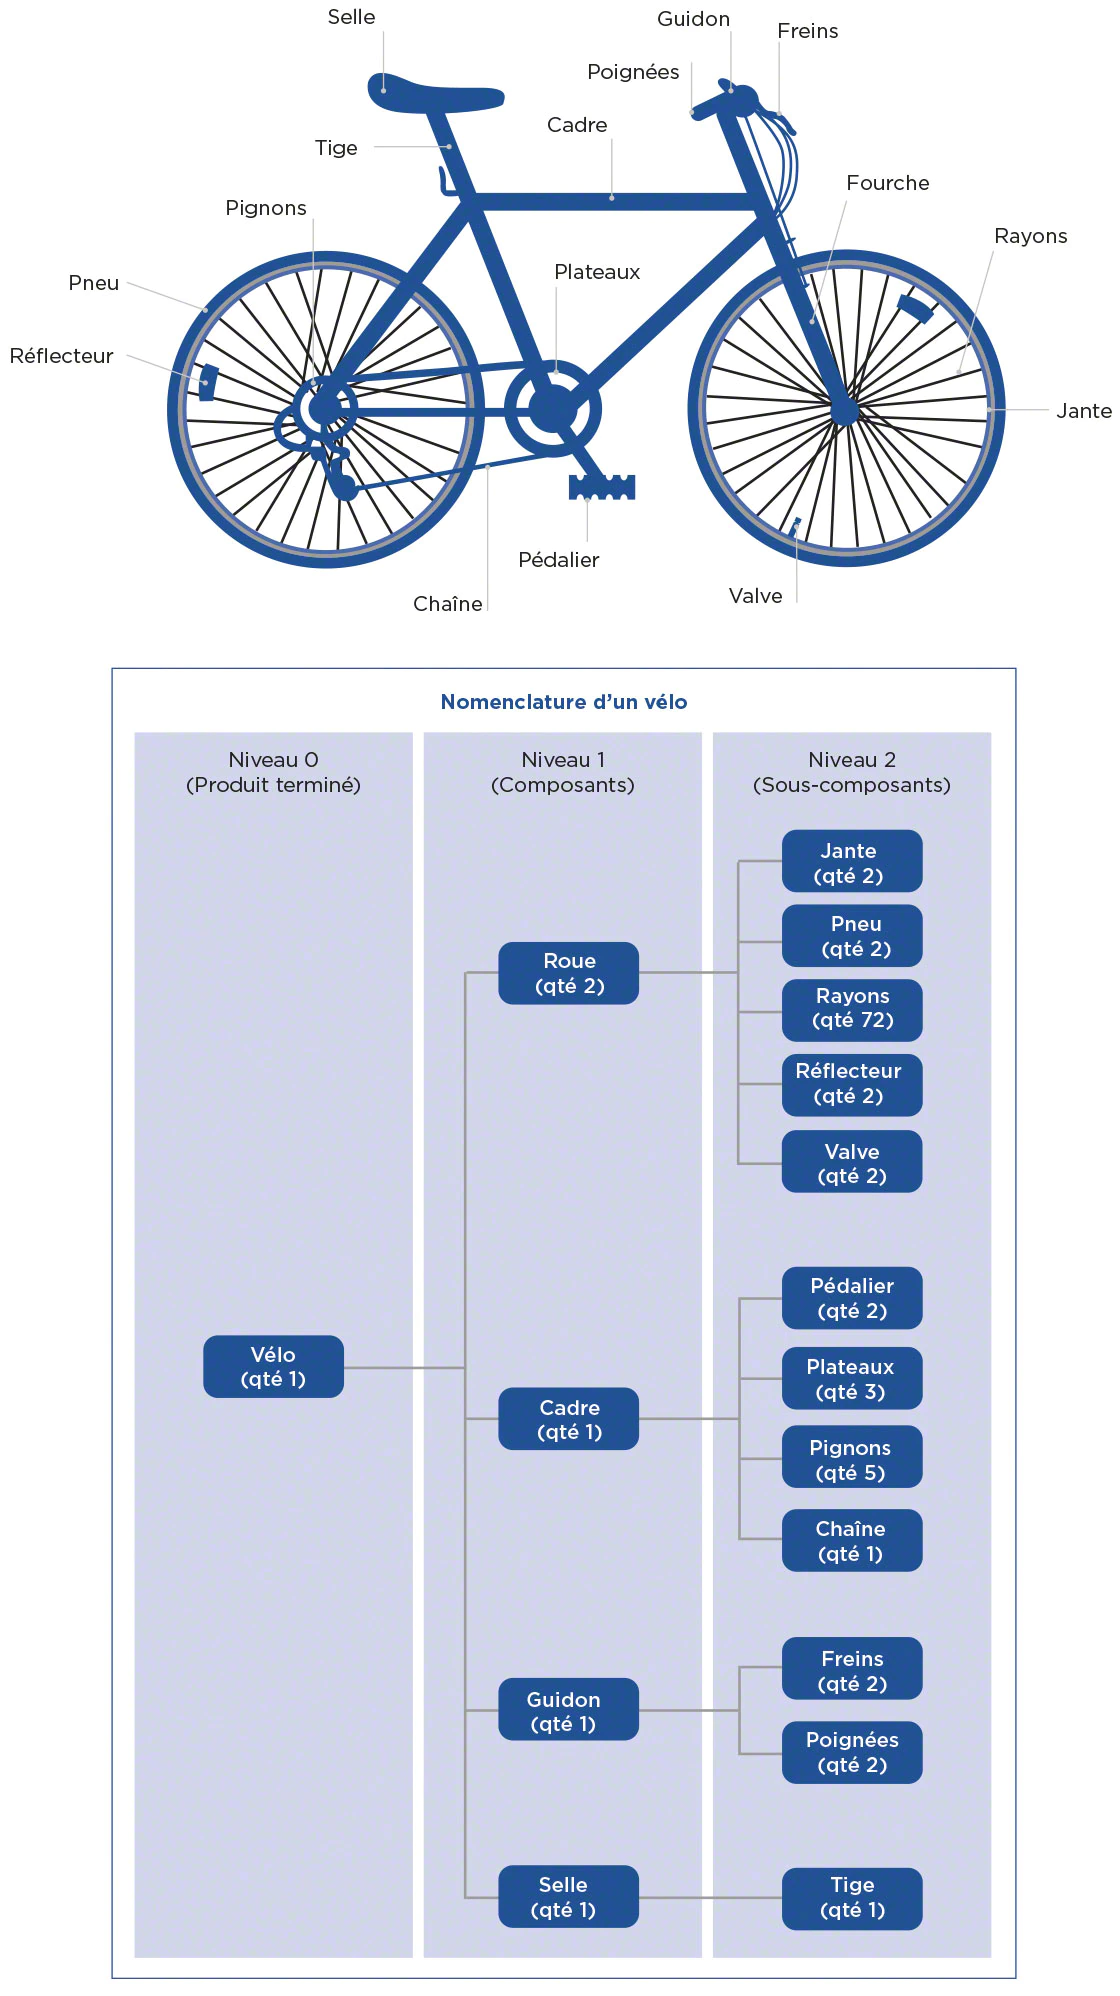 Selle
Guidon
Freins
Poignées
Cadre
Tige
Fourche
Pignons
Rayons
Plateaux
Pneu
Réflecteur
Jante
Pédalier
Valve
Chaîne
Nomenclature d’un vélo
Niveau 0
(Produit terminé)
Niveau 1
(Composants)
Niveau 2
(Sous-composants)
Jante
(qté 2)
Pneu
(qté 2)
Roue
(qté 2)
Rayons
(qté 72)
Réflecteur
(qté 2)
Valve
(qté 2)
Pédalier
(qté 2)
Vélo
(qté 1)
Plateaux
(qté 3)
Cadre
(qté 1)
Pignons
(qté 5)
Chaîne
(qté 1)
Freins
(qté 2)
Guidon
(qté 1)
Poignées
(qté 2)
Selle
(qté 1)
Tige
(qté 1)